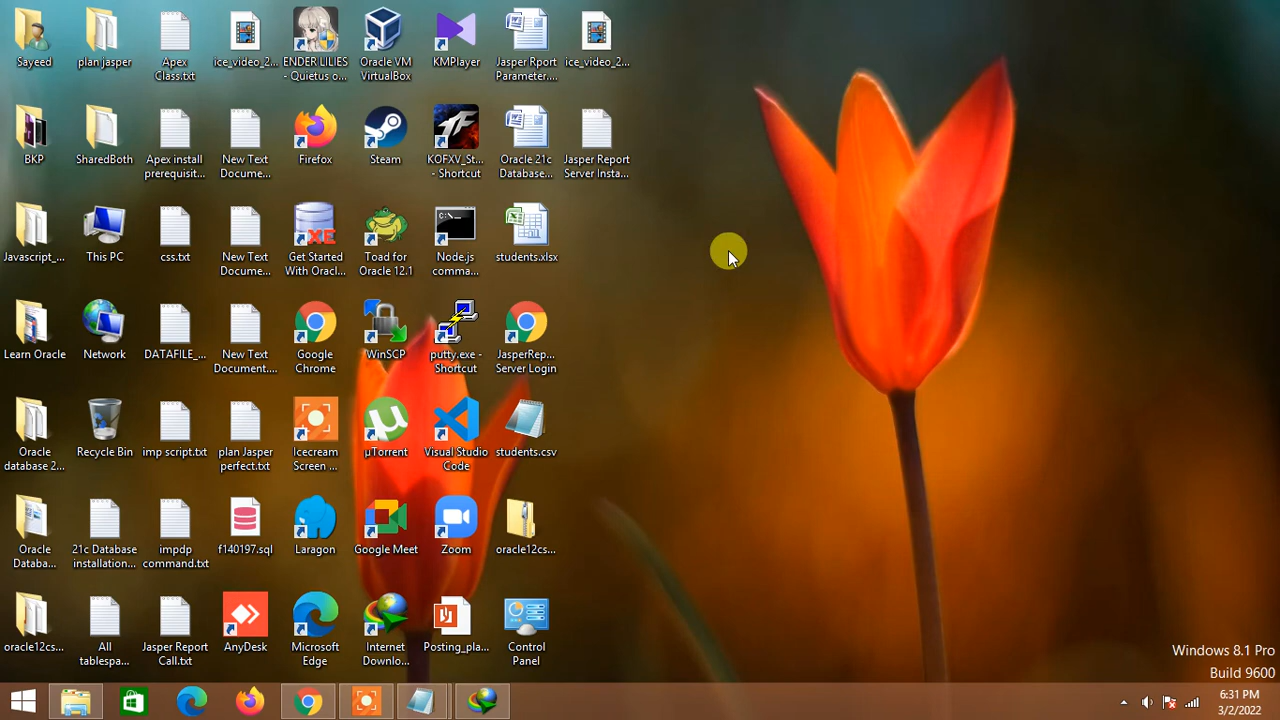 Sayeed
plan jasper
Apex
Class.txt
ice_video_2...
ENDER LILIES
- Quietus o...
Oracle VM
VirtualBox
KMPlayer
Jasper Rport
Parameter....
ice_video_2...
BKP
SharedBoth
Apex install
prerequisit...
New Text
Docume...
Firefox
Steam
KOFXV_St...
- Shortcut
Oracle 21c
Database...
Jasper Report
Server Insta...
Javascript_...
This PC
css.txt
New Text
Docume...
XE
Get Started
With Oracl...
Toad for
Oracle 12.1
C:\_
Node.js
comma...
students.xlsx
Learn Oracle
Network
DATAFILE_...
New Text
Document....
Google
Chrome
WinSCP
putty.exe -
Shortcut
JasperRep...
Server Login
Oracle
database 2...
Recycle Bin
imp script.txt
plan Jasper
perfect.txt
Icecream
Screen ...
µTorrent
Visual Studio
Code
students.csv
Oracle
Databa...
21c Database
installation...
impdp
command.txt
f140197.sql
Laragon
Google Meet
Zoom
oracle12cs...
oracle12cs...
All
tablespa...
Jasper Report
Call.txt
AnyDesk
Microsoft
Edge
Internet
Downlo...
Posting_pla...
Control
Panel
Windows 8.1 Pro
Build 9600
6:31 PM
3/2/2022